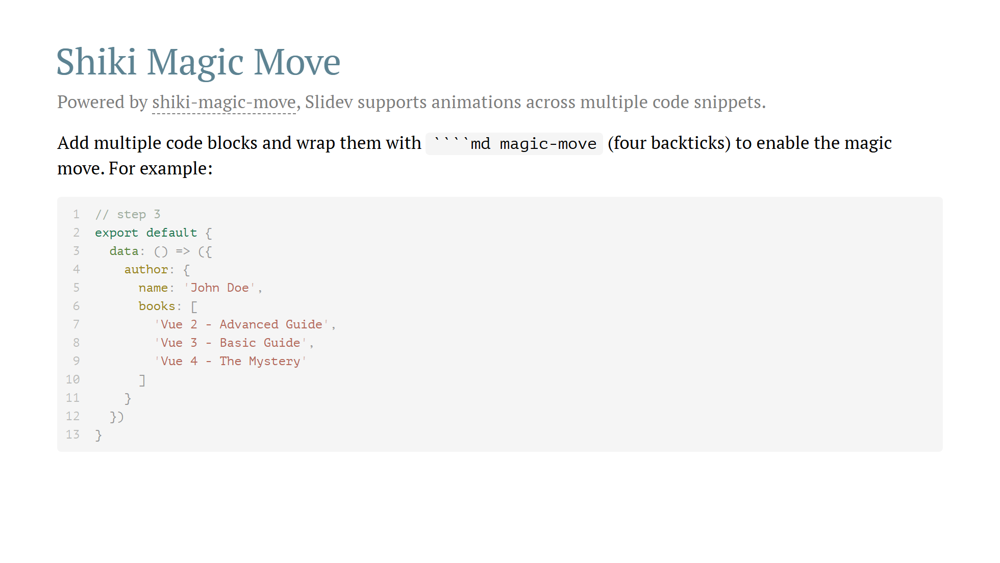 Shiki Magic Move
Powered by shiki-magic-move, Slidev supports animations across multiple code snippets.
Add multiple code blocks and wrap them with ````md magic-move (four backticks) to enable the magic
move. For example:
1 // step 3
2 export default {
3   data: () => ({
4     author: {
5       name: 'John Doe',
6       books: [
7         'Vue 2 - Advanced Guide',
8         'Vue 3 - Basic Guide',
9         'Vue 4 - The Mystery'
10       ]
11     }
12   })
13 }